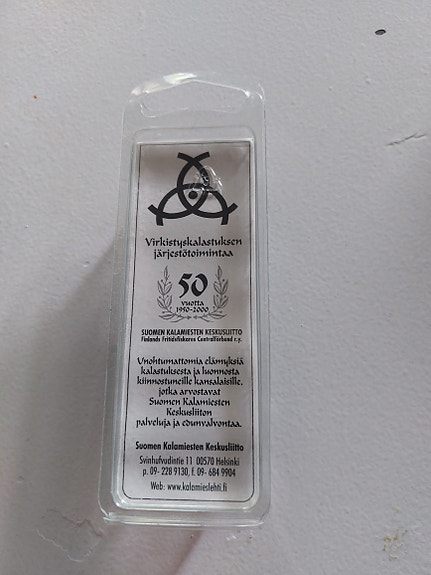 Virkistyskalastuksen
järjestötoimintaa
50
vuotta
1950-2000
SUOMEN KALAMIESTEN KESKUSLIITTO
Finlands Fritidsfiskares Centralförbund r.y.
Unohtumattomia elämyksiä
kalastuksesta ja luonnosta
kiinnostuneille kansalaisille,
jotka arvostavat
Suomen Kalamiesten
Keskusliiton
palveluja ja edunvalvontaa.
Suomen Kalamiesten Keskusliitto
Svinhufvudintie 11 00570 Helsinki
p. 09- 228 9130, f. 09- 684 9904
Web: www.kalamieslehti.fi